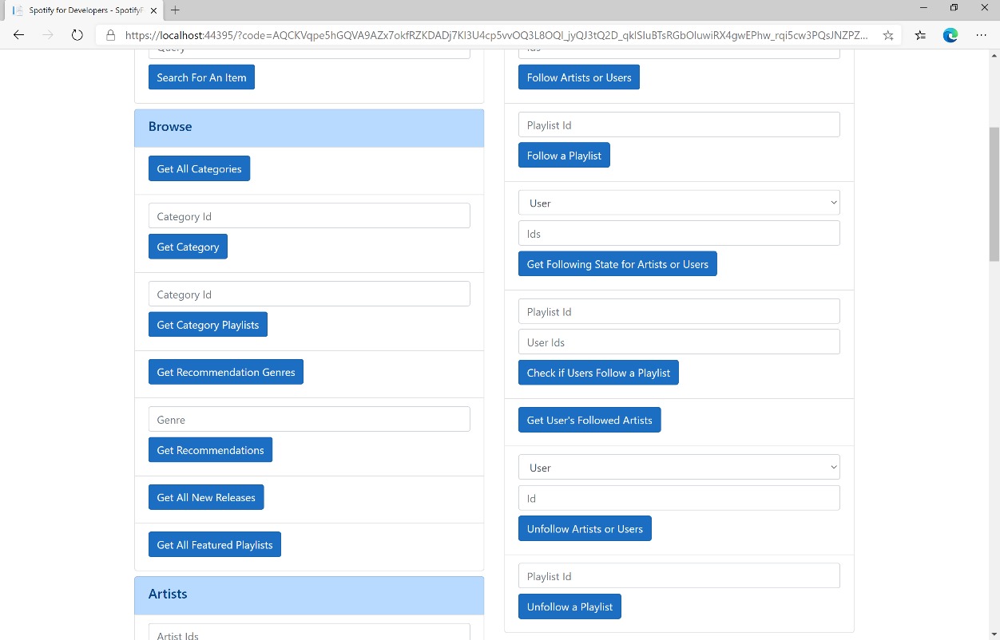 Spotify for Developers - SpotifyF
https://localhost:44395/?code=AQCKVqpe5hGQVA9AZx7okfRZKDADj7KI3U4cp5vvOQ3L8OQl_jyQJ3tQ2D_qkISIuBTsRGbOluwiRX4gwEPhw_rqi5cw3PQsJNZPZ...
Query
Search For An Item
Browse
Get All Categories
Category Id
Get Category
Category Id
Get Category Playlists
Get Recommendation Genres
Genre
Get Recommendations
Get All New Releases
Get All Featured Playlists
Artists
Artist Ids
Ids
Follow Artists or Users
Playlist Id
Follow a Playlist
User
Ids
Get Following State for Artists or Users
Playlist Id
User Ids
Check if Users Follow a Playlist
Get User's Followed Artists
User
Id
Unfollow Artists or Users
Playlist Id
Unfollow a Playlist